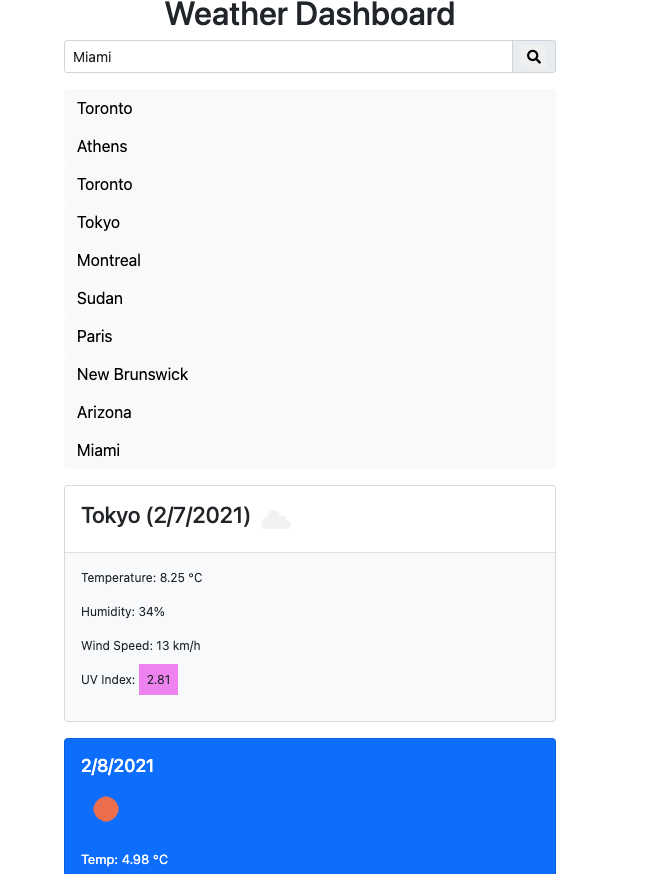 Weather Dashboard
Miami
Toronto
Athens
Toronto
Tokyo
Montreal
Sudan
Paris
New Brunswick
Arizona
Miami
Tokyo (2/7/2021)
Temperature: 8.25 °C
Humidity: 34%
Wind Speed: 13 km/h
UV Index: 2.81
2/8/2021
Temp: 4.98 °C